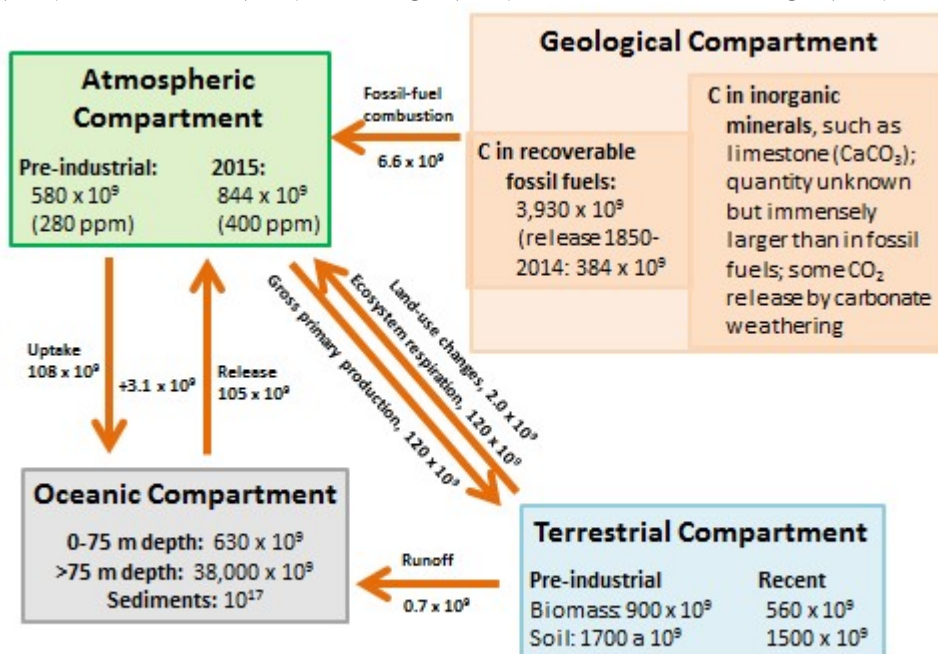 Geological Compartment
Atmospheric
Compartment
Pre-industrial:
580 x 10⁹
(280 ppm)
2015:
844 x 10⁹
(400 ppm)
Fossil-fuel
combustion
6.6 x 10⁹
C in recoverable
fossil fuels:
3,930 x 10⁹
(release 1850-
2014: 384 x 10⁹
C in inorganic
minerals, such as
limestone (CaCO₃);
quantity unknown
but immensely
larger than in fossil
fuels; some CO₂
release by carbonate
weathering
Uptake
108 x 10⁹
+3.1 x 10⁹
Release
105 x 10⁹
Land-use changes, 2.0 x 10⁹
Ecosystem respiration, 120 x 10⁹
Gross primary production, 120 x 10⁹
Oceanic Compartment
0-75 m depth: 630 x 10⁹
>75 m depth: 38,000 x 10⁹
Sediments: 10¹⁷
Runoff
0.7 x 10⁹
Terrestrial Compartment
Pre-industrial Recent
Biomass: 900 x 10⁹ 560 x 10⁹
Soil: 1700 a 10⁹ 1500 x 10⁹